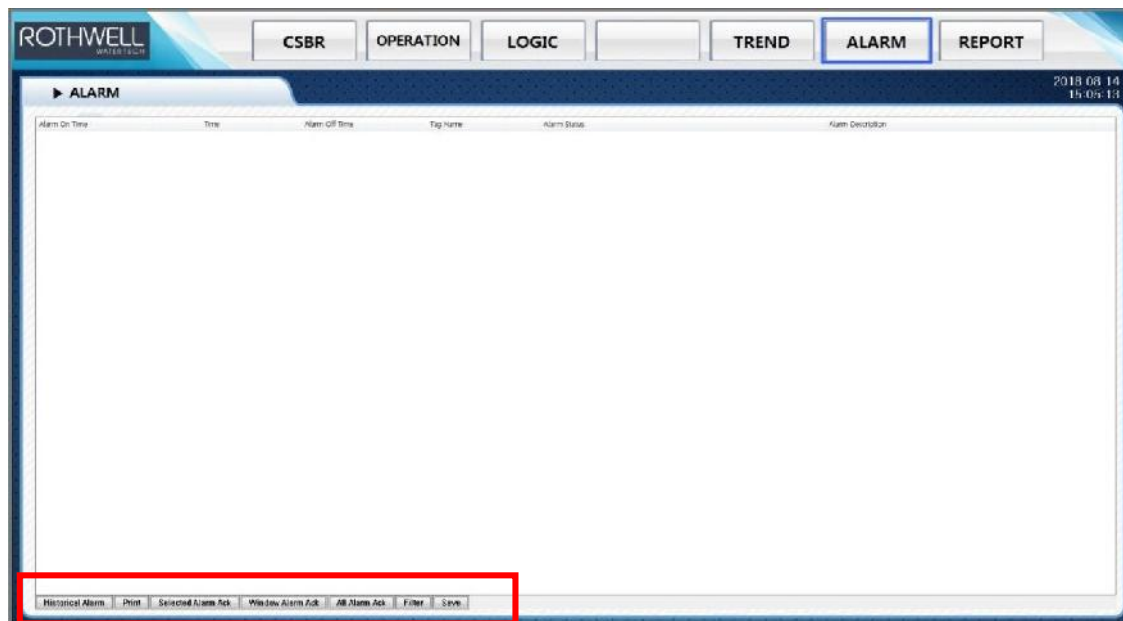 ROTHWELL
WATERTECH
CSBR OPERATION LOGIC TREND ALARM REPORT
2018 08 14
15:05:13
▶ ALARM
Alarm On Time Time Alarm Off Time Tag Name Alarm Status Alarm Description
Historical Alarm Print Selected Alarm Ack Window Alarm Ack All Alarm Ack Filter Save